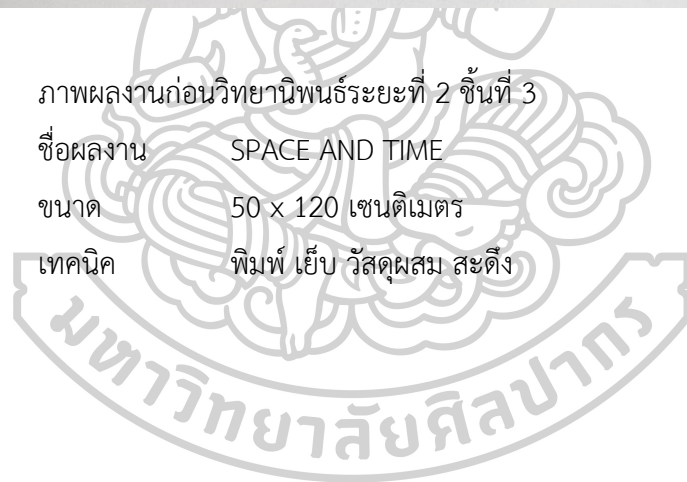 ภาพผลงานก่อนวิทยานิพนธ์ระยะที่ 2 ชิ้นที่ 3
ชื่อผลงาน SPACE AND TIME
ขนาด 50 x 120 เซนติเมตร
เทคนิค พิมพ์ เย็บ วัสดุผสม สะดึง
มหาวิทยาลัยศิลปากร